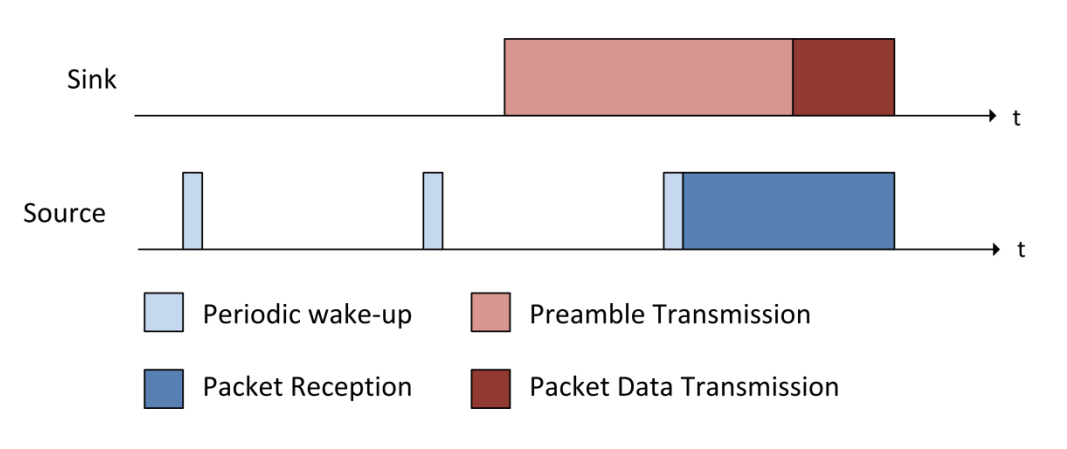 Sink
t
Source
t
Periodic wake-up
Preamble Transmission
Packet Reception
Packet Data Transmission